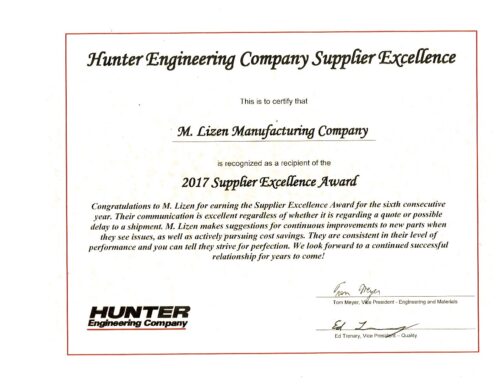 Hunter Engineering Company Supplier Excellence
This is to certify that
M. Lizen Manufacturing Company
is recognized as a recipient of the
2017 Supplier Excellence Award
Congratulations to M. Lizen for earning the Supplier Excellence Award for the sixth consecutive
year. Their communication is excellent regardless of whether it is regarding a quote or possible
delay to a shipment. M. Lizen makes suggestions for continuous improvements to new parts when
they see issues, as well as actively pursuing cost savings. They are consistent in their level of
performance and you can tell they strive for perfection. We look forward to a continued successful
relationship for years to come!
Tom Meyer
Tom Meyer, Vice President - Engineering and Materials
HUNTER
Engineering Company
Ed
Ed Trenary, Vice President – Quality